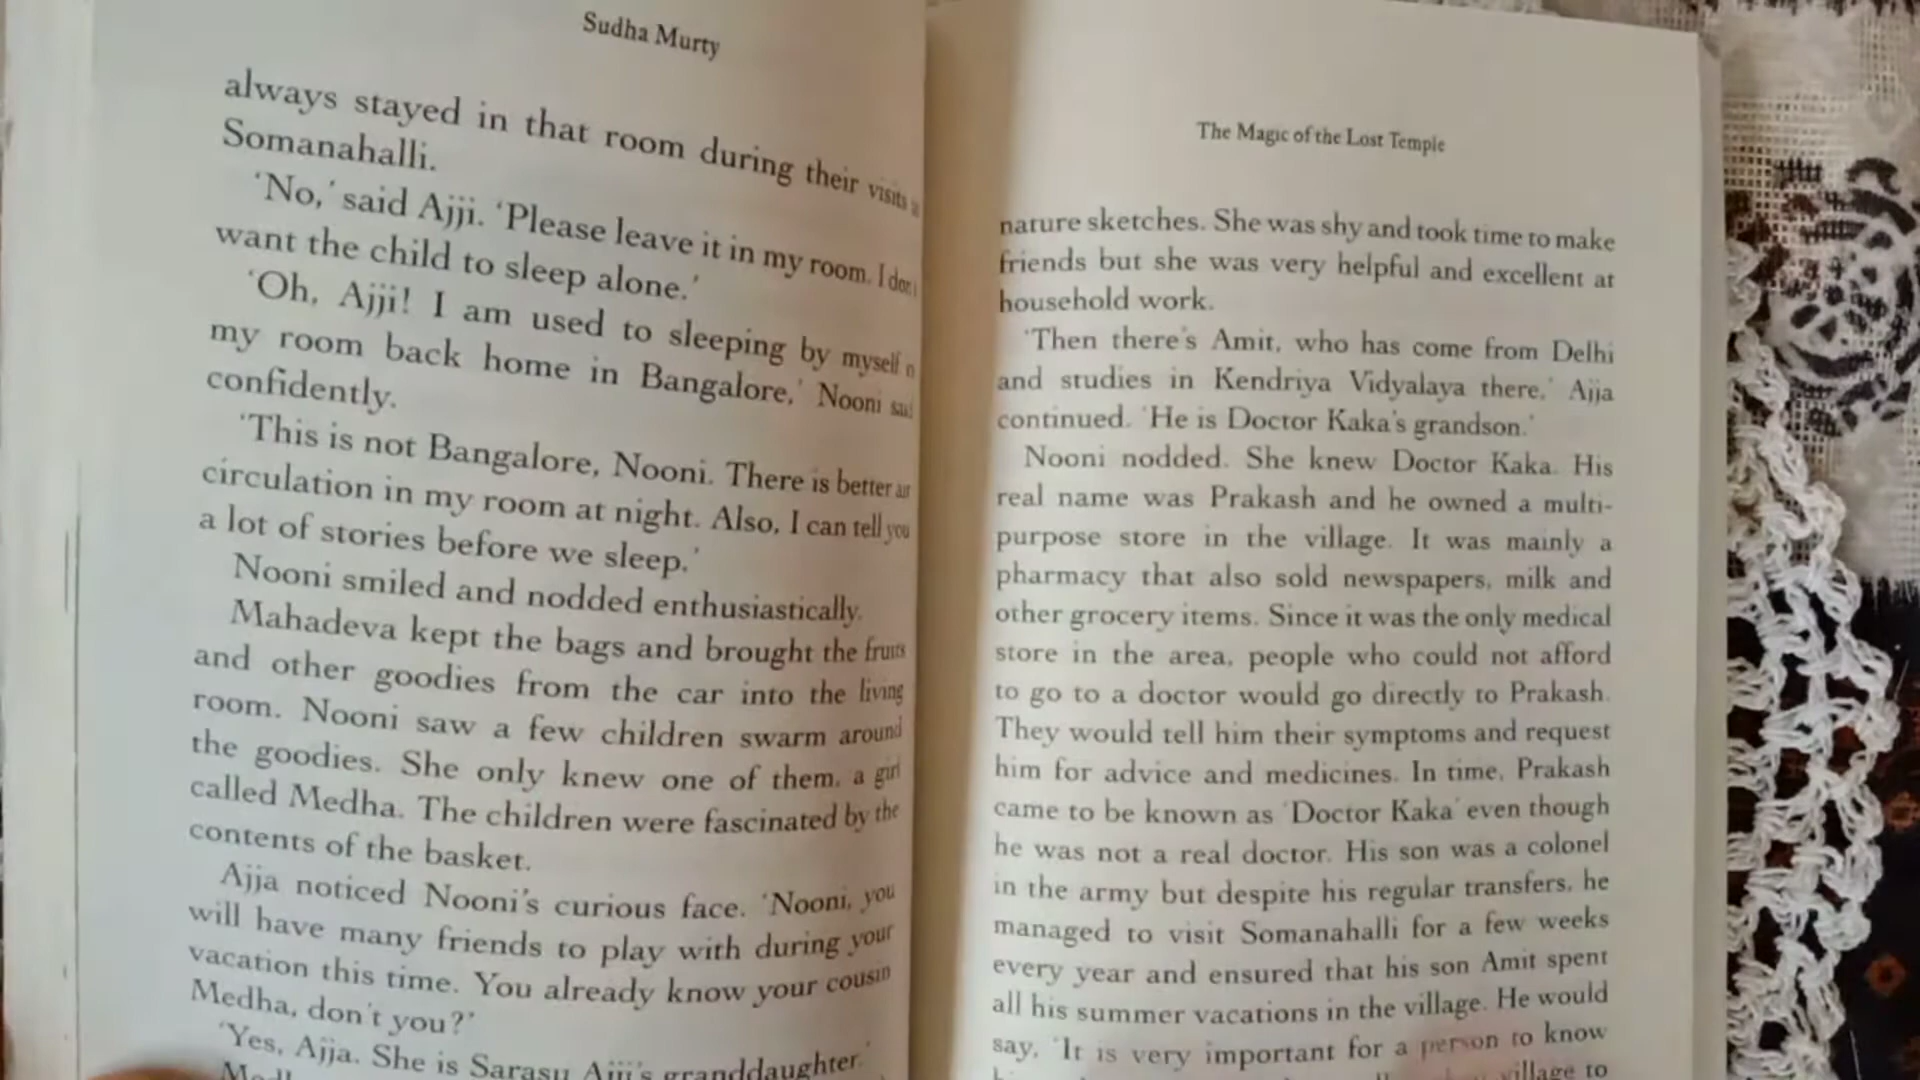 Sudha Murty
always stayed in that room during their visits
Somanahalli.
'No,' said Ajji. 'Please leave it in my room. I don't
want the child to sleep alone.'
'Oh, Ajji! I am used to sleeping by myself
my room back home in Bangalore,' Nooni said
confidently.
'This is not Bangalore, Nooni. There is better air
circulation in my room at night. Also, I can tell you
a lot of stories before we sleep.'
Nooni smiled and nodded enthusiastically.
Mahadeva kept the bags and brought the fruits
and other goodies from the car into the living
room. Nooni saw a few children swarm around
the goodies. She only knew one of them, a girl
called Medha. The children were fascinated by the
contents of the basket.
Ajja noticed Nooni's curious face. 'Nooni, you
will have many friends to play with during your
vacation this time. You already know your cousin
Medha, don't you?'
'Yes, Ajja. She is Sarasu Ajji's granddaughter.'
The Magic of the Lost Temple
nature sketches. She was shy and took time to make
friends but she was very helpful and excellent at
household work.
'Then there's Amit, who has come from Delhi
and studies in Kendriya Vidyalaya there,' Ajja
continued. 'He is Doctor Kaka's grandson.'
Nooni nodded. She knew Doctor Kaka. His
real name was Prakash and he owned a multi-
purpose store in the village. It was mainly a
pharmacy that also sold newspapers, milk and
other grocery items. Since it was the only medical
store in the area, people who could not afford
to go to a doctor would go directly to Prakash.
They would tell him their symptoms and request
him for advice and medicines. In time, Prakash
came to be known as 'Doctor Kaka' even though
he was not a real doctor. His son was a colonel
in the army but despite his regular transfers, he
managed to visit Somanahalli for a few weeks
every year and ensured that his son Amit spent
all his summer vacations in the village. He would
say, 'It is very important for a person to know
village to